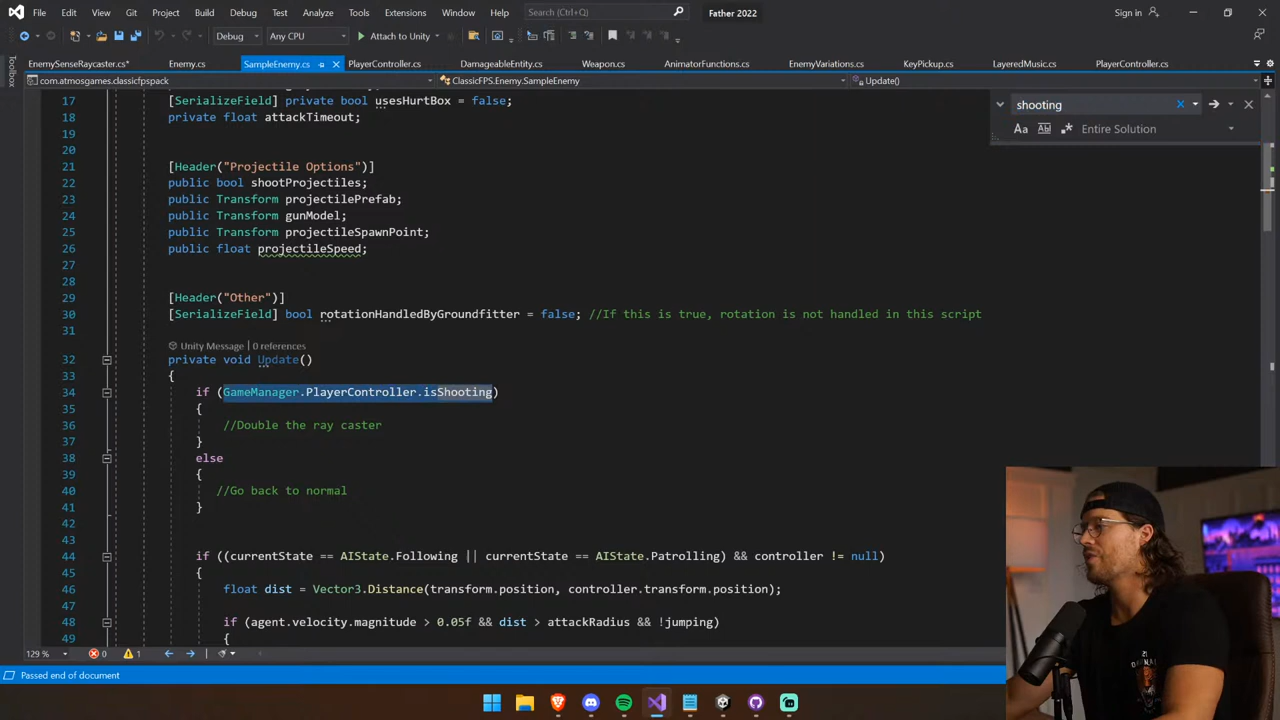 File Edit View Git Project Build Debug Test Analyze Tools Extensions Window Help Search (Ctrl+Q) Father 2022 Sign in
Debug Any CPU Attach to Unity
EnemySenseRaycaster.cs* Enemy.cs SampleEnemy.cs PlayerController.cs DamageableEntity.cs Weapon.cs AnimatorFunctions.cs EnemyVariations.cs KeyPickup.cs LayeredMusic.cs PlayerController.cs
Toolbox
com.atmosgames.classicfpspack ClassicFPS.Enemy.SampleEnemy Update()
shooting
Entire Solution
17 [SerializeField] private bool usesHurtBox = false;
18 private float attackTimeout;
19
20
21 [Header("Projectile Options")]
22 public bool shootProjectiles;
23 public Transform projectilePrefab;
24 public Transform gunModel;
25 public Transform projectileSpawnPoint;
26 public float projectileSpeed;
27
28
29 [Header("Other")]
30 [SerializeField] bool rotationHandledByGroundfitter = false; //If this is true, rotation is not handled in this script
31
Unity Message | 0 references
32 private void Update()
33 {
34 if (GameManager.PlayerController.isShooting)
35 {
36 //Double the ray caster
37 }
38 else
39 {
40 //Go back to normal
41 }
42
43
44 if ((currentState == AIState.Following || currentState == AIState.Patrolling) && controller != null)
45 {
46 float dist = Vector3.Distance(transform.position, controller.transform.position);
47
48 if (agent.velocity.magnitude > 0.05f && dist > attackRadius && !jumping)
49 {
129 % 0 1
Passed end of document